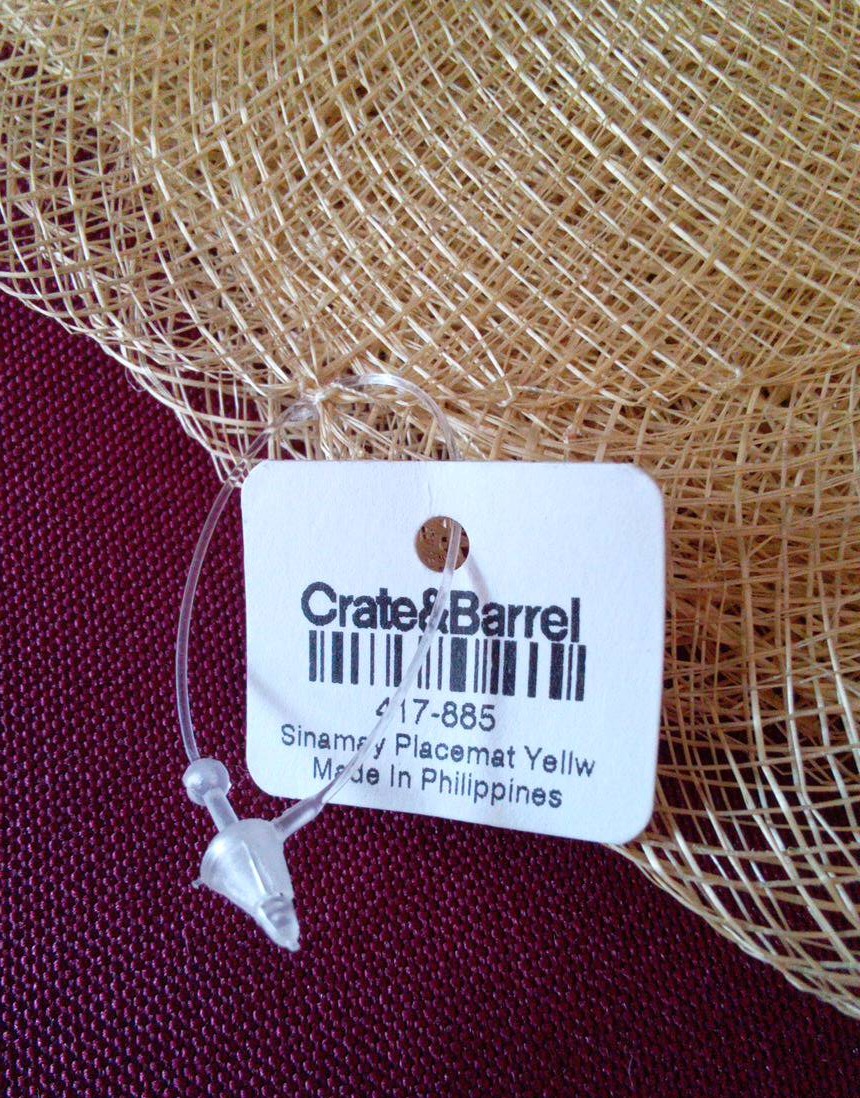 Crate&Barrel
417-885
Sinamay Placemat Yellw
Made In Philippines